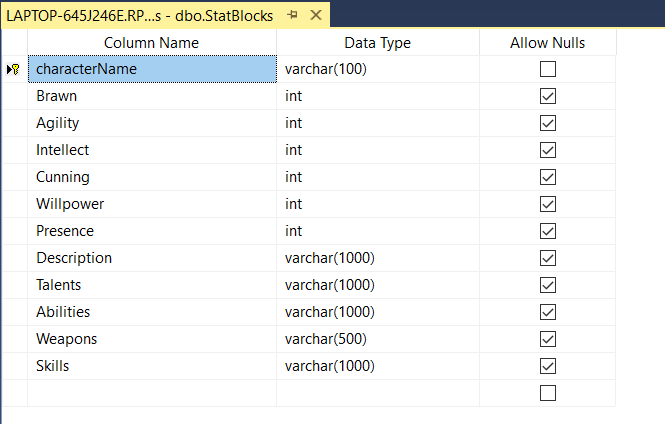 LAPTOP-645J246E.RP...s - dbo.StatBlocks
Column Name Data Type Allow Nulls
characterName varchar(100)
Brawn int
Agility int
Intellect int
Cunning int
Willpower int
Presence int
Description varchar(1000)
Talents varchar(1000)
Abilities varchar(1000)
Weapons varchar(500)
Skills varchar(1000)